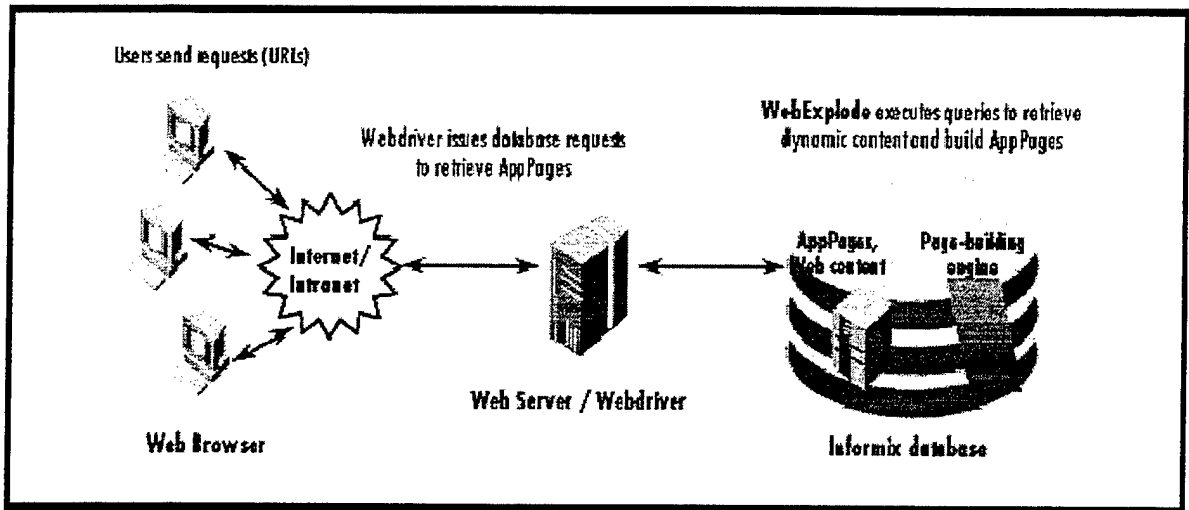 Users send requests (URLs)
WebExplode executes queries to retrieve
dynamic content and build AppPages
Webdriver issues database requests
to retrieve AppPages
AppPages,
Web content
Page-building
engine
Internet/
Intranet
Web Server / Webdriver
Web Browser
Informix database